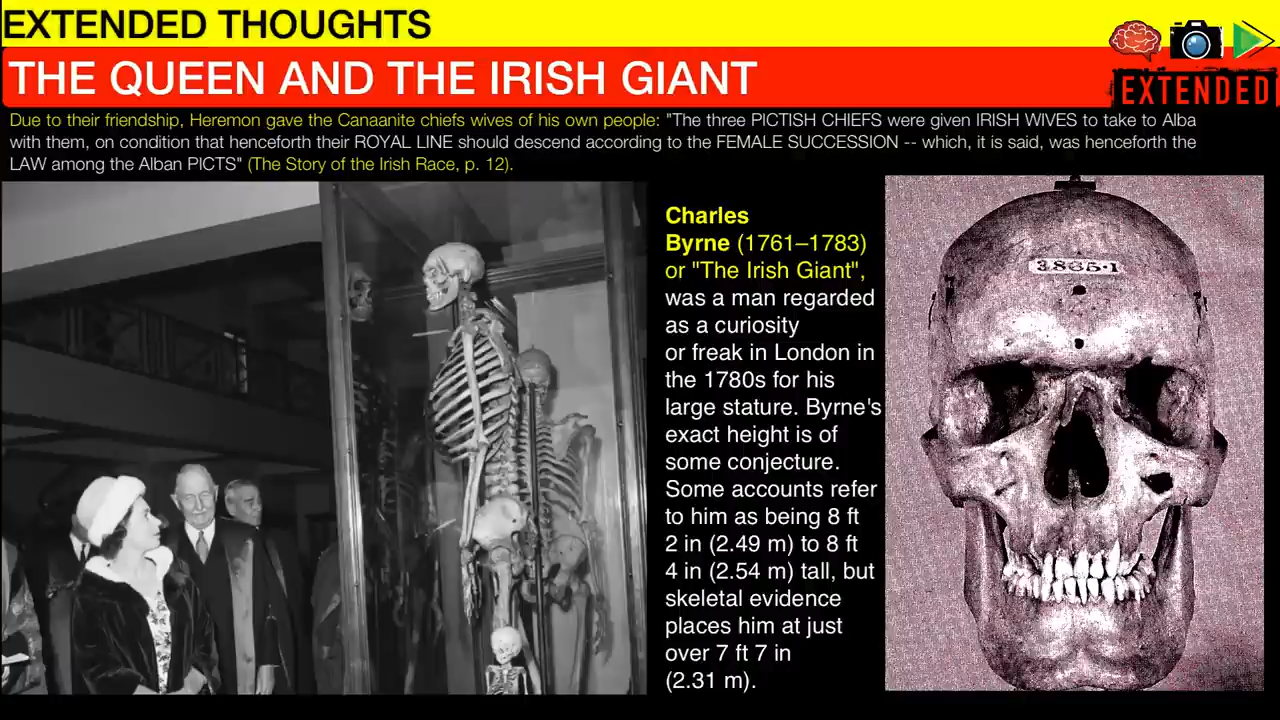 EXTENDED THOUGHTS
THE QUEEN AND THE IRISH GIANT
EXTENDED
Due to their friendship, Heremon gave the Canaanite chiefs wives of his own people: "The three PICTISH CHIEFS were given IRISH WIVES to take to Alba
with them, on condition that henceforth their ROYAL LINE should descend according to the FEMALE SUCCESSION -- which, it is said, was henceforth the
LAW among the Alban PICTS" (The Story of the Irish Race, p. 12).
Charles
Byrne (1761–1783)
or "The Irish Giant",
was a man regarded
as a curiosity
or freak in London in
the 1780s for his
large stature. Byrne's
exact height is of
some conjecture.
Some accounts refer
to him as being 8 ft
2 in (2.49 m) to 8 ft
4 in (2.54 m) tall, but
skeletal evidence
places him at just
over 7 ft 7 in
(2.31 m).
3865·1